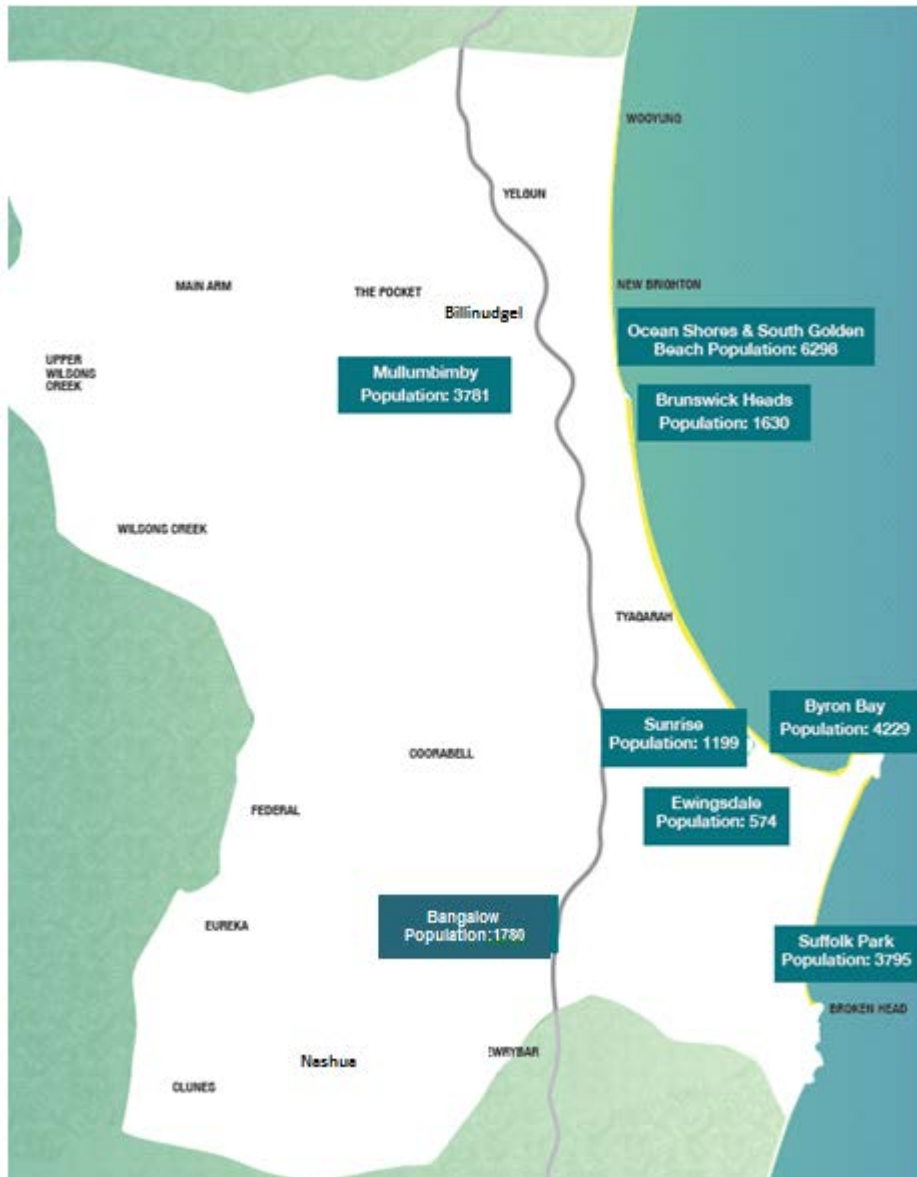 WOOYUNG
YELGUN
MAIN ARM
THE POCKET
NEW BRIGHTON
Billinudgel
Ocean Shores & South Golden
Beach Population: 6298
UPPER
WILSONS
CREEK
Mullumbimby
Population: 3781
Brunswick Heads
Population: 1630
WILSONS CREEK
TYAGARAH
Byron Bay
Population: 4229
Sunrise
Population: 1199
COORABELL
Ewingsdale
Population: 574
FEDERAL
Bangalow
Population:1780
EUREKA
Suffolk Park
Population: 3795
BROKEN HEAD
EWRYBAR
Nashua
CLUNES